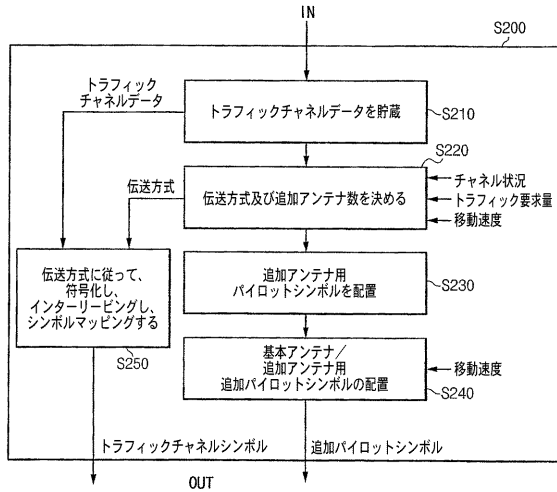 IN
S200
トラフィック
チャネルデータ
トラフィックチャネルデータを貯蔵
S210
S220
伝送方式
伝送方式及び追加アンテナ数を決める
チャネル状況
トラフィック要求量
移動速度
伝送方式に従って、
符号化し、
インターリービングし、
シンボルマッピングする
S250
追加アンテナ用
パイロットシンボルを配置
S230
基本アンテナ／
追加アンテナ用
追加パイロットシンボルの配置
移動速度
S240
トラフィックチャネルシンボル
追加パイロットシンボル
OUT